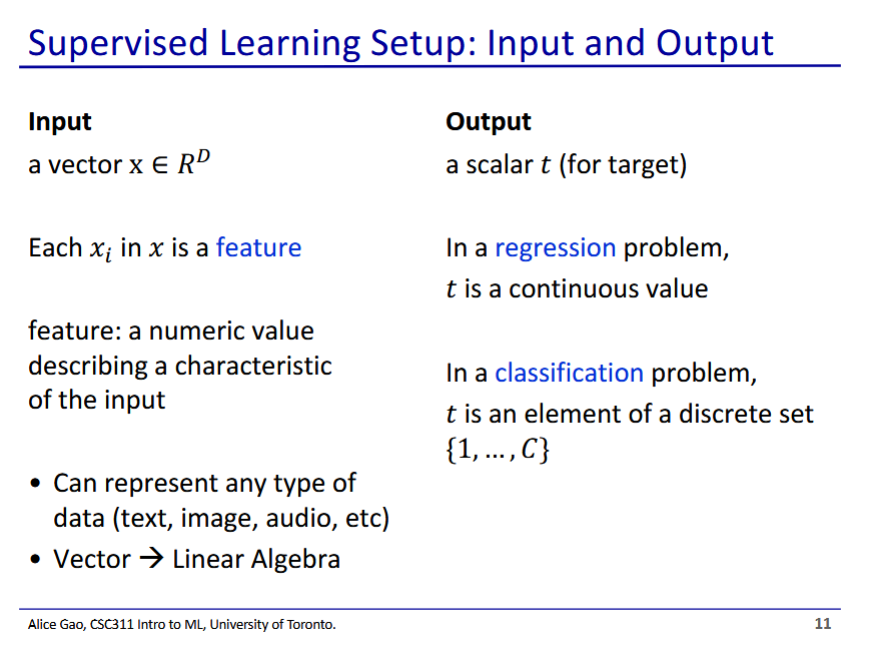 Supervised Learning Setup: Input and Output
Input
a vector x ∈ R^D
Each x_i in x is a feature
feature: a numeric value
describing a characteristic
of the input
• Can represent any type of
data (text, image, audio, etc)
• Vector → Linear Algebra
Output
a scalar t (for target)
In a regression problem,
t is a continuous value
In a classification problem,
t is an element of a discrete set
{1, … , C}
Alice Gao, CSC311 Intro to ML, University of Toronto.
11